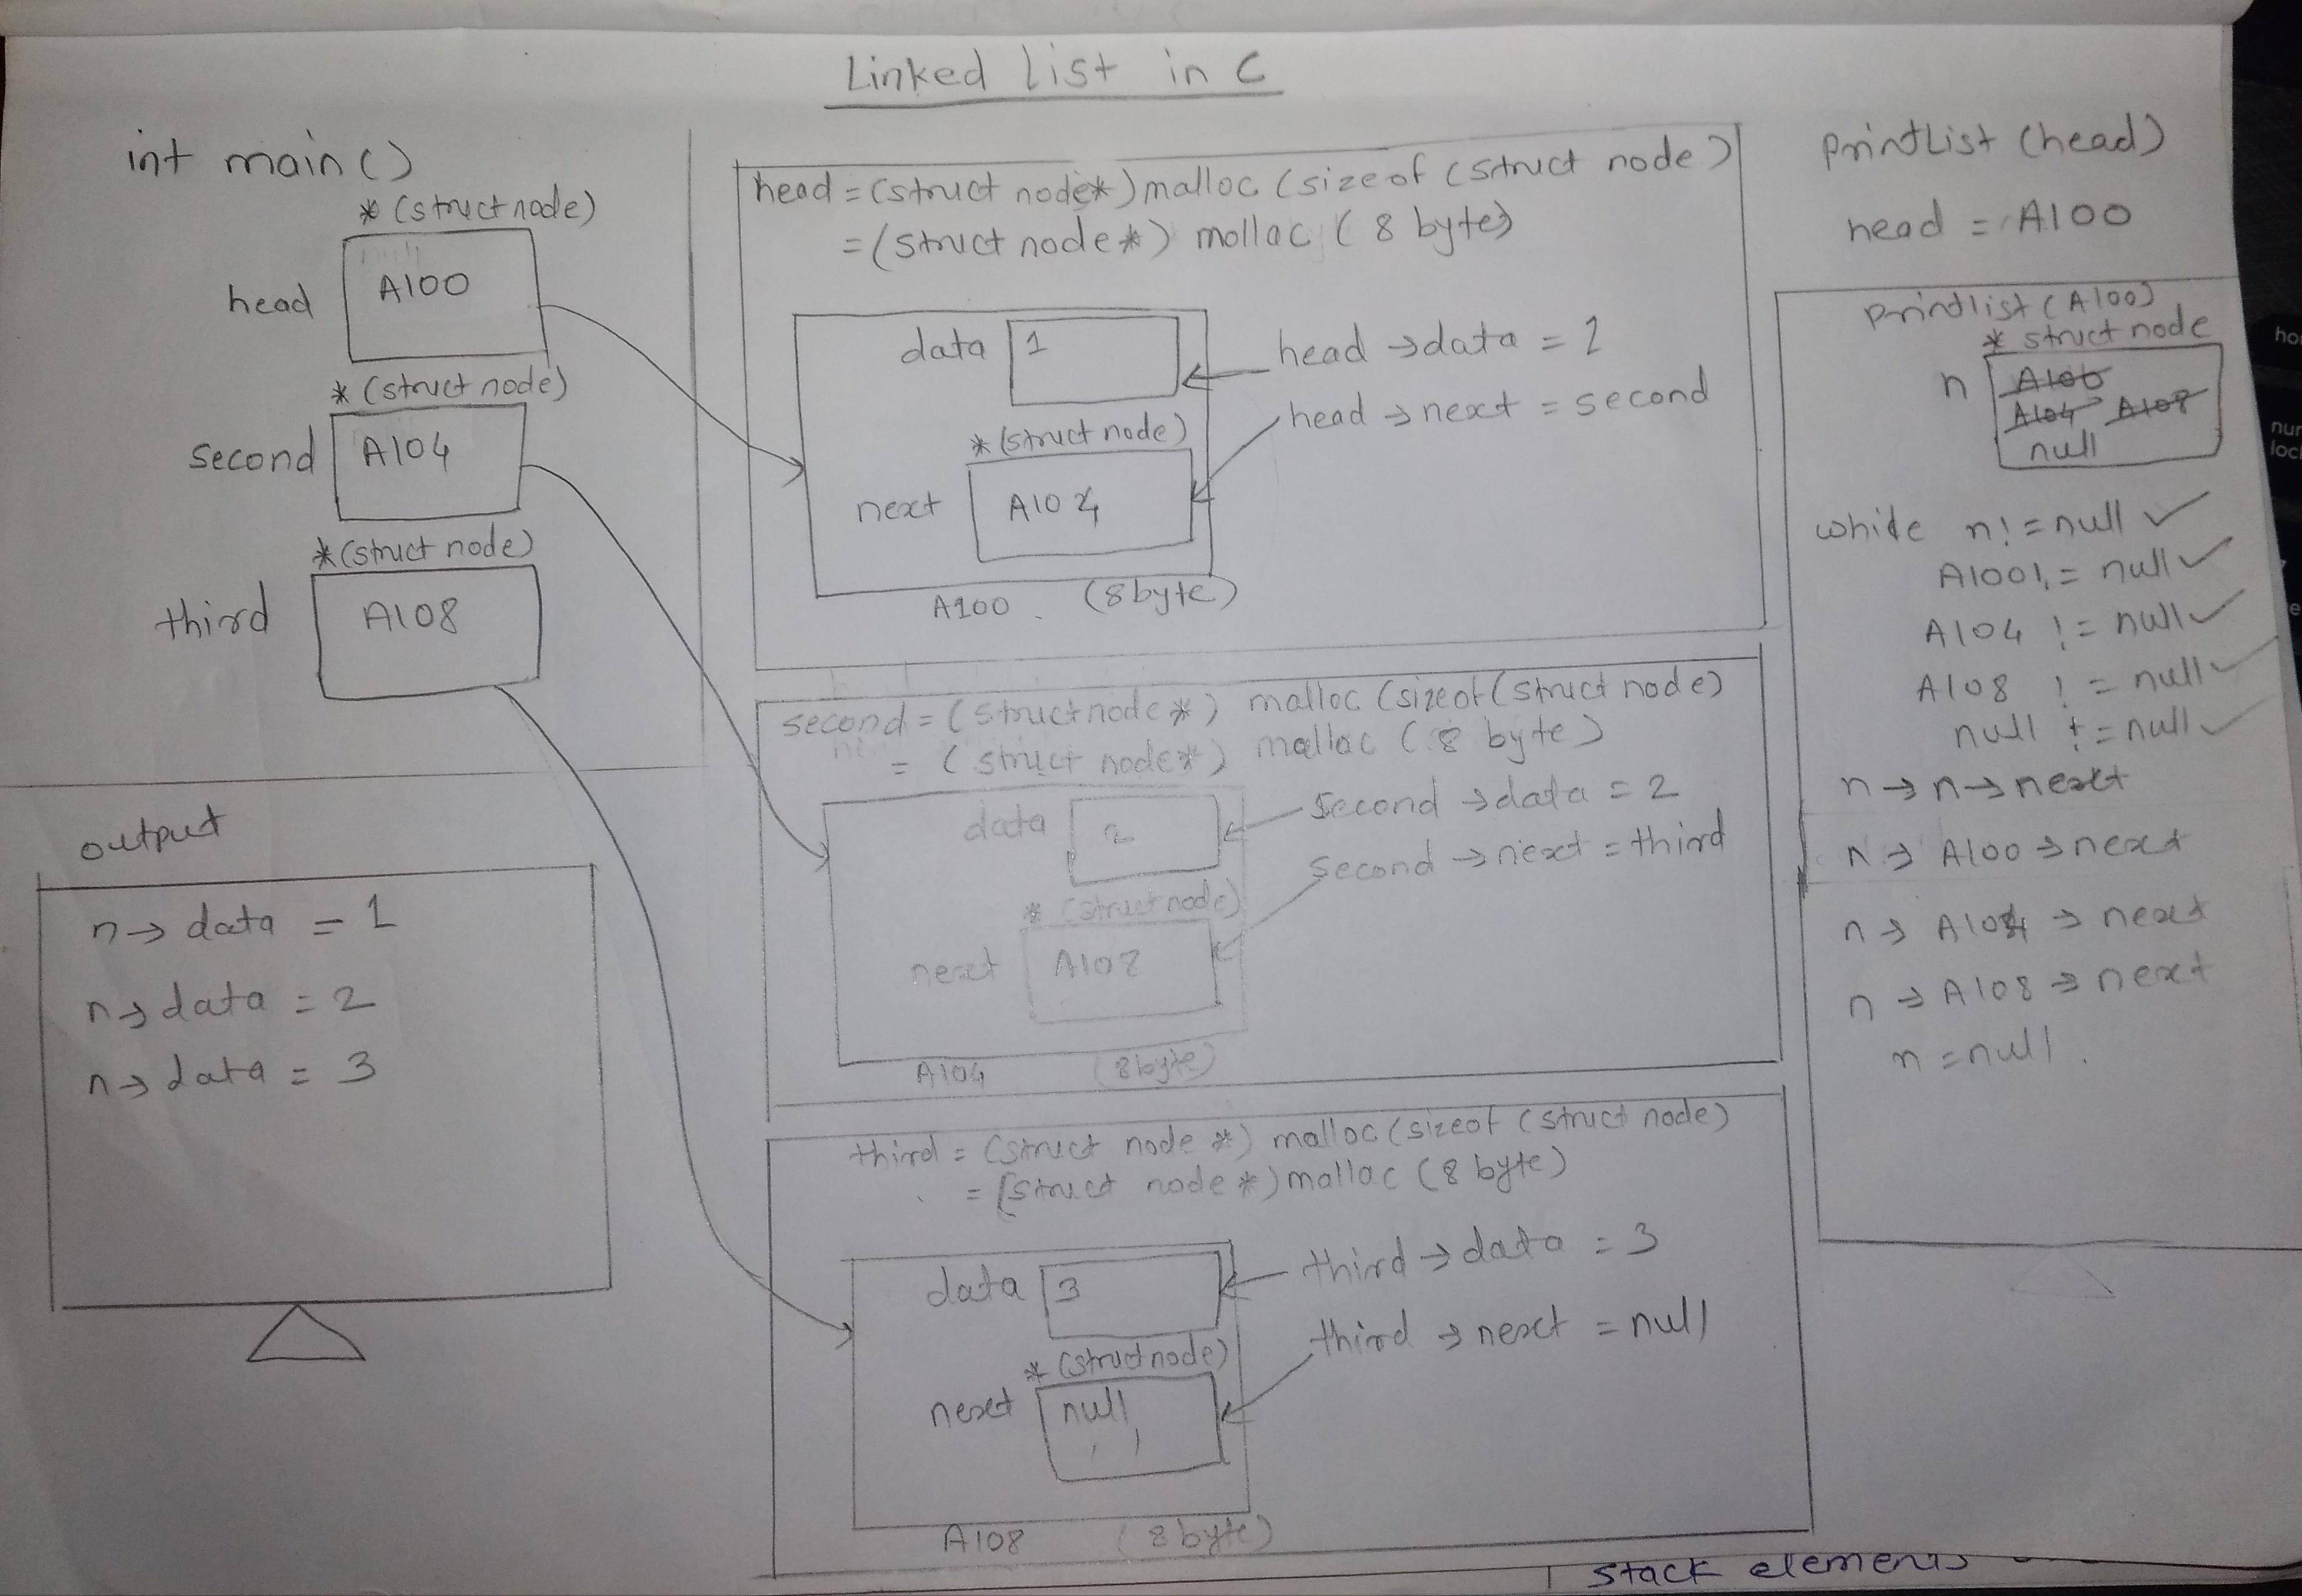 Linked List in C
int main()
*(struct node)
head
A100
*(struct node)
second
A104
*(struct node)
third
A108
output
n→data = 1
n→data = 2
n→data = 3
head = (struct node*) malloc (sizeof (struct node)
= (struct node*) mollac ( 8 bytes)
data 1
head →data = 1
head → next = second
*(struct node)
next A104
A100 . (8byte)
second = (struct node*) malloc (sizeof (struct node)
= (struct node*) malloc ( 8 byte)
data 2
second →data = 2
second → next = third
*(struct node)
next A108
A104 (8byte)
third = (struct node *) malloc (sizeof (struct node)
= (struct node *) malloc (8 byte)
data 3
third → data = 3
third → next = null
*(struct node)
next null
A108 (8 byte)
printList (head)
head = A100
printlist (A100)
* struct node
n A100
A104 A108
null
while n! = null ✓
A100! = null ✓
A104 ! = null ✓
A108 ! = null ✓
null != null ✓
n → n → next
n → A100 → next
n → A104 → next
n → A108 → next
n = null .
stack elements